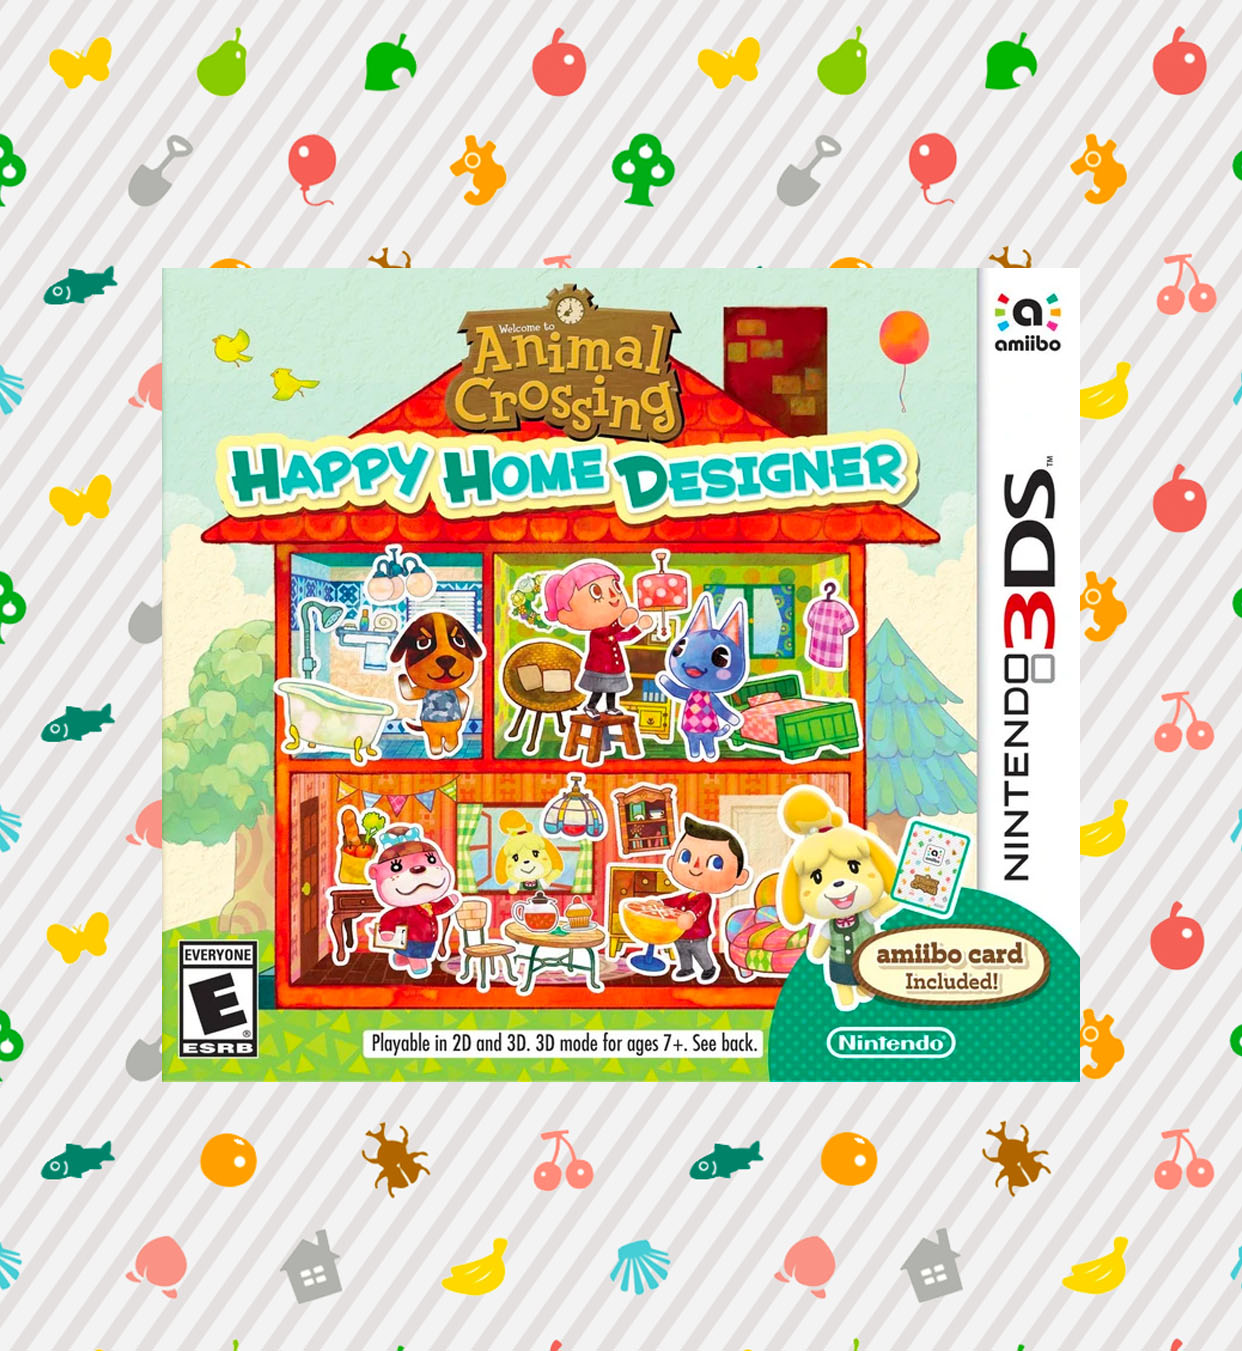 Welcome to
Animal
Crossing
HAPPY HOME DESIGNER
a
amiibo
NINTENDO 3DS™
EVERYONE
E
ESRB
®
Playable in 2D and 3D. 3D mode for ages 7+. See back.
a
amiibo card
Included!
Nintendo®